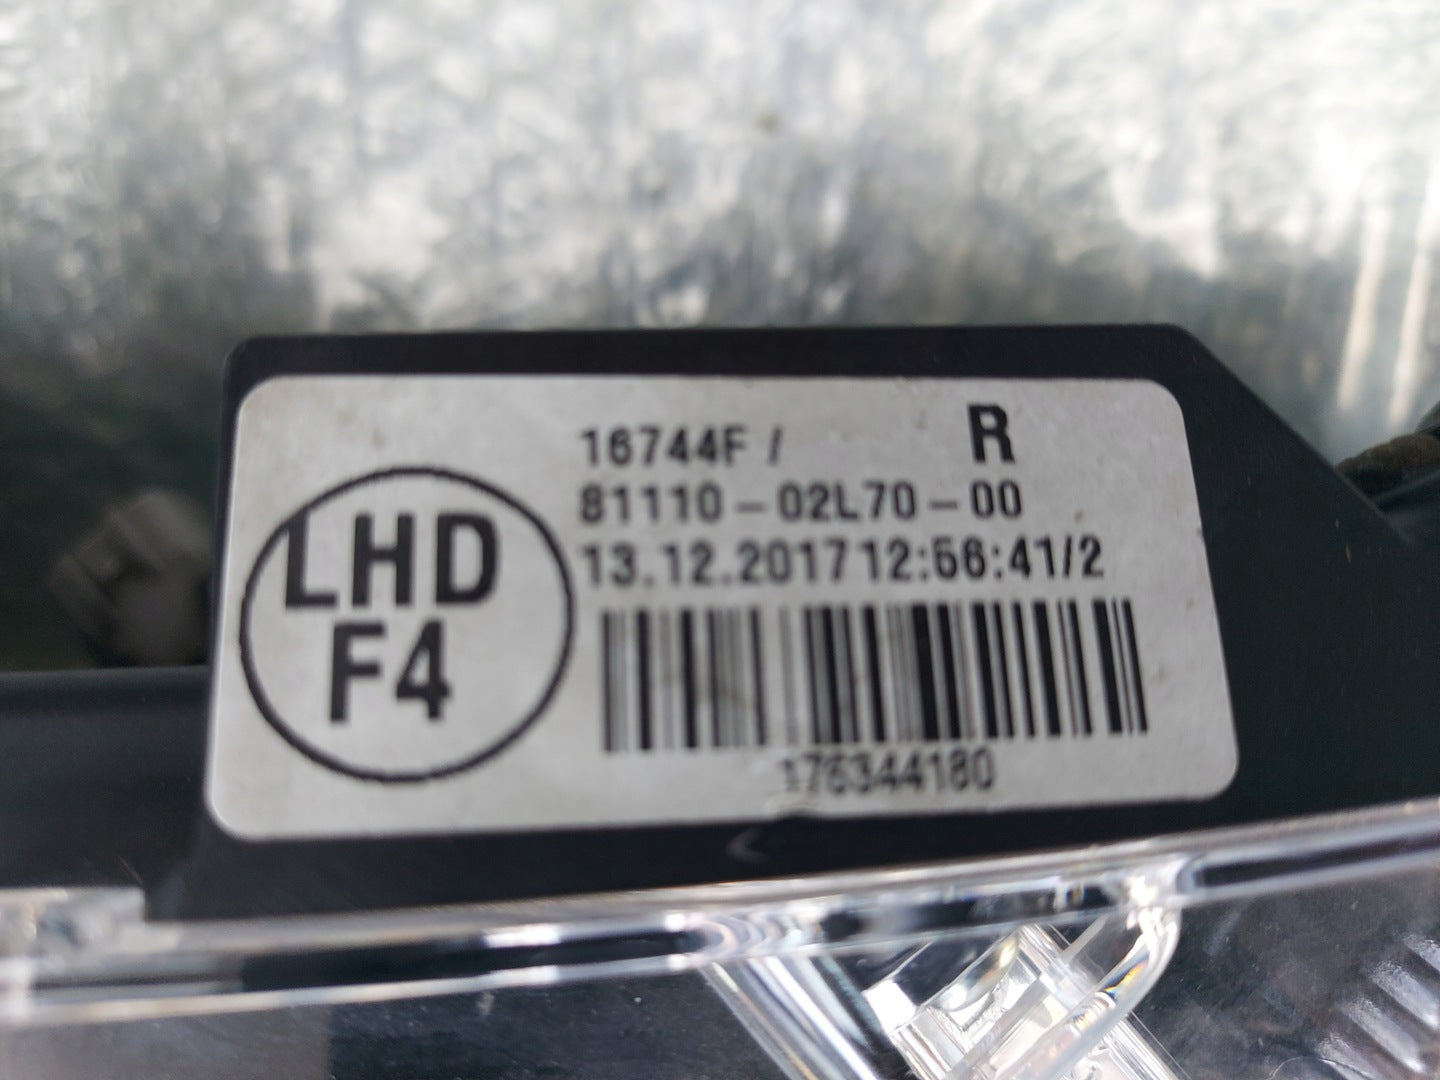 LHD
F4
16744F / R
81110-02L70-00
13.12.2017 12:56:41/2
176344180